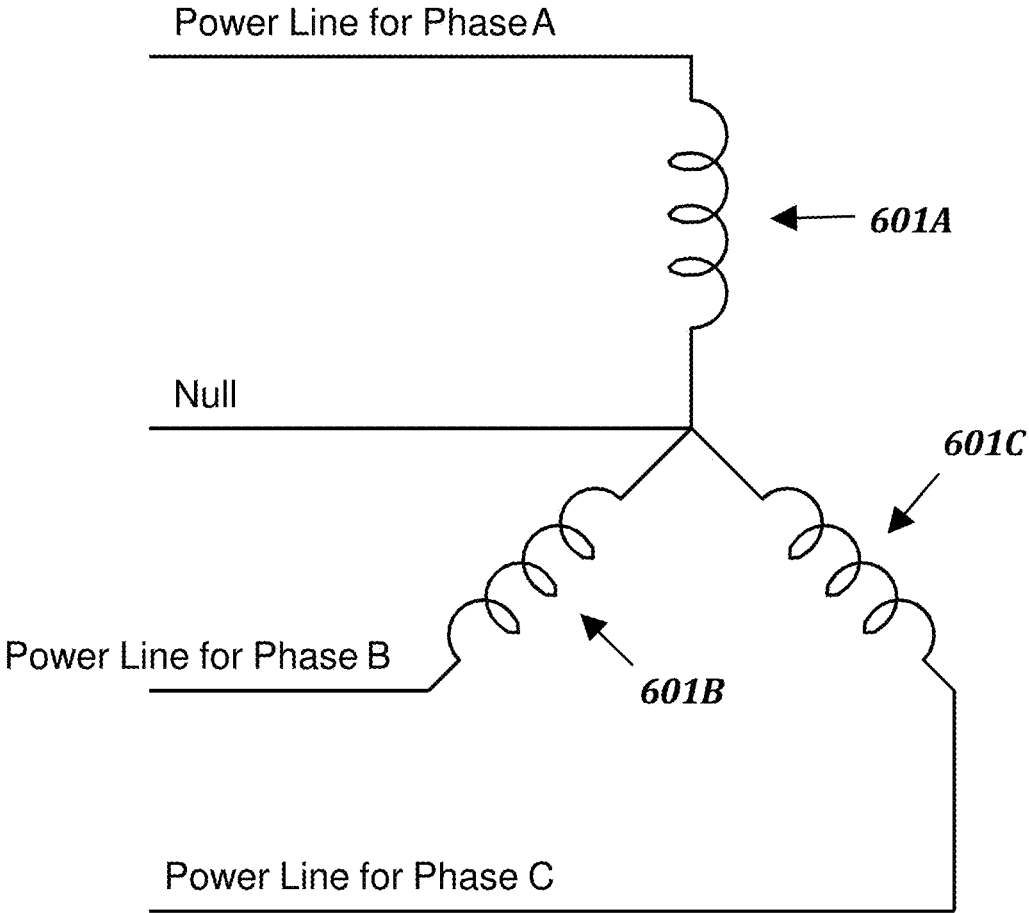 Power Line for Phase A
601A
Null
601C
Power Line for Phase B
601B
Power Line for Phase C